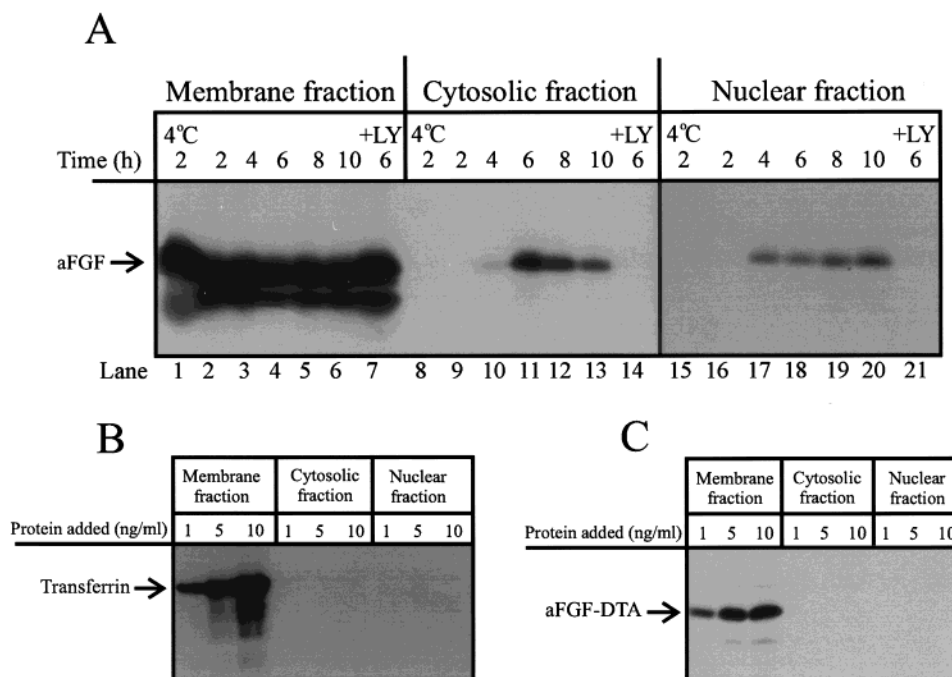 A
Membrane fraction Cytosolic fraction Nuclear fraction
4°C +LY 4°C 4°C +LY
Time (h) 2 2 4 6 8 10 6 2 2 4 6 8 10 2 2 4 6 8 10 6
aFGF
Lane 1 2 3 4 5 6 7 8 9 10 11 12 13 14 15 16 17 18 19 20 21
B
Membrane fraction Cytosolic fraction Nuclear fraction
Protein added (ng/ml) 1 5 10 1 5 10 1 5 10
Transferrin
C
Membrane fraction Cytosolic fraction Nuclear fraction
Protein added (ng/ml) 1 5 10 1 5 10 1 5 10
aFGF-DTA